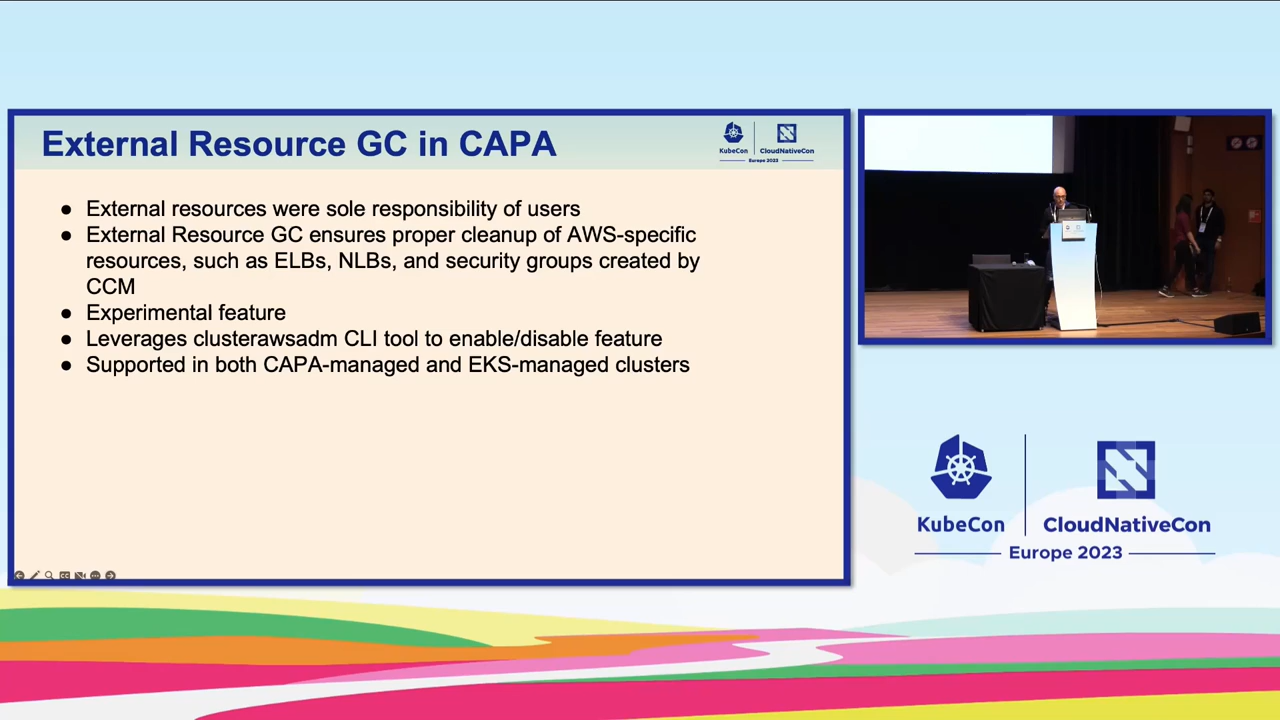 External Resource GC in CAPA
KubeCon
CloudNativeCon
Europe 2023
● External resources were sole responsibility of users
● External Resource GC ensures proper cleanup of AWS-specific
resources, such as ELBs, NLBs, and security groups created by
CCM
● Experimental feature
● Leverages clusterawsadm CLI tool to enable/disable feature
● Supported in both CAPA-managed and EKS-managed clusters
KubeCon
CloudNativeCon
Europe 2023